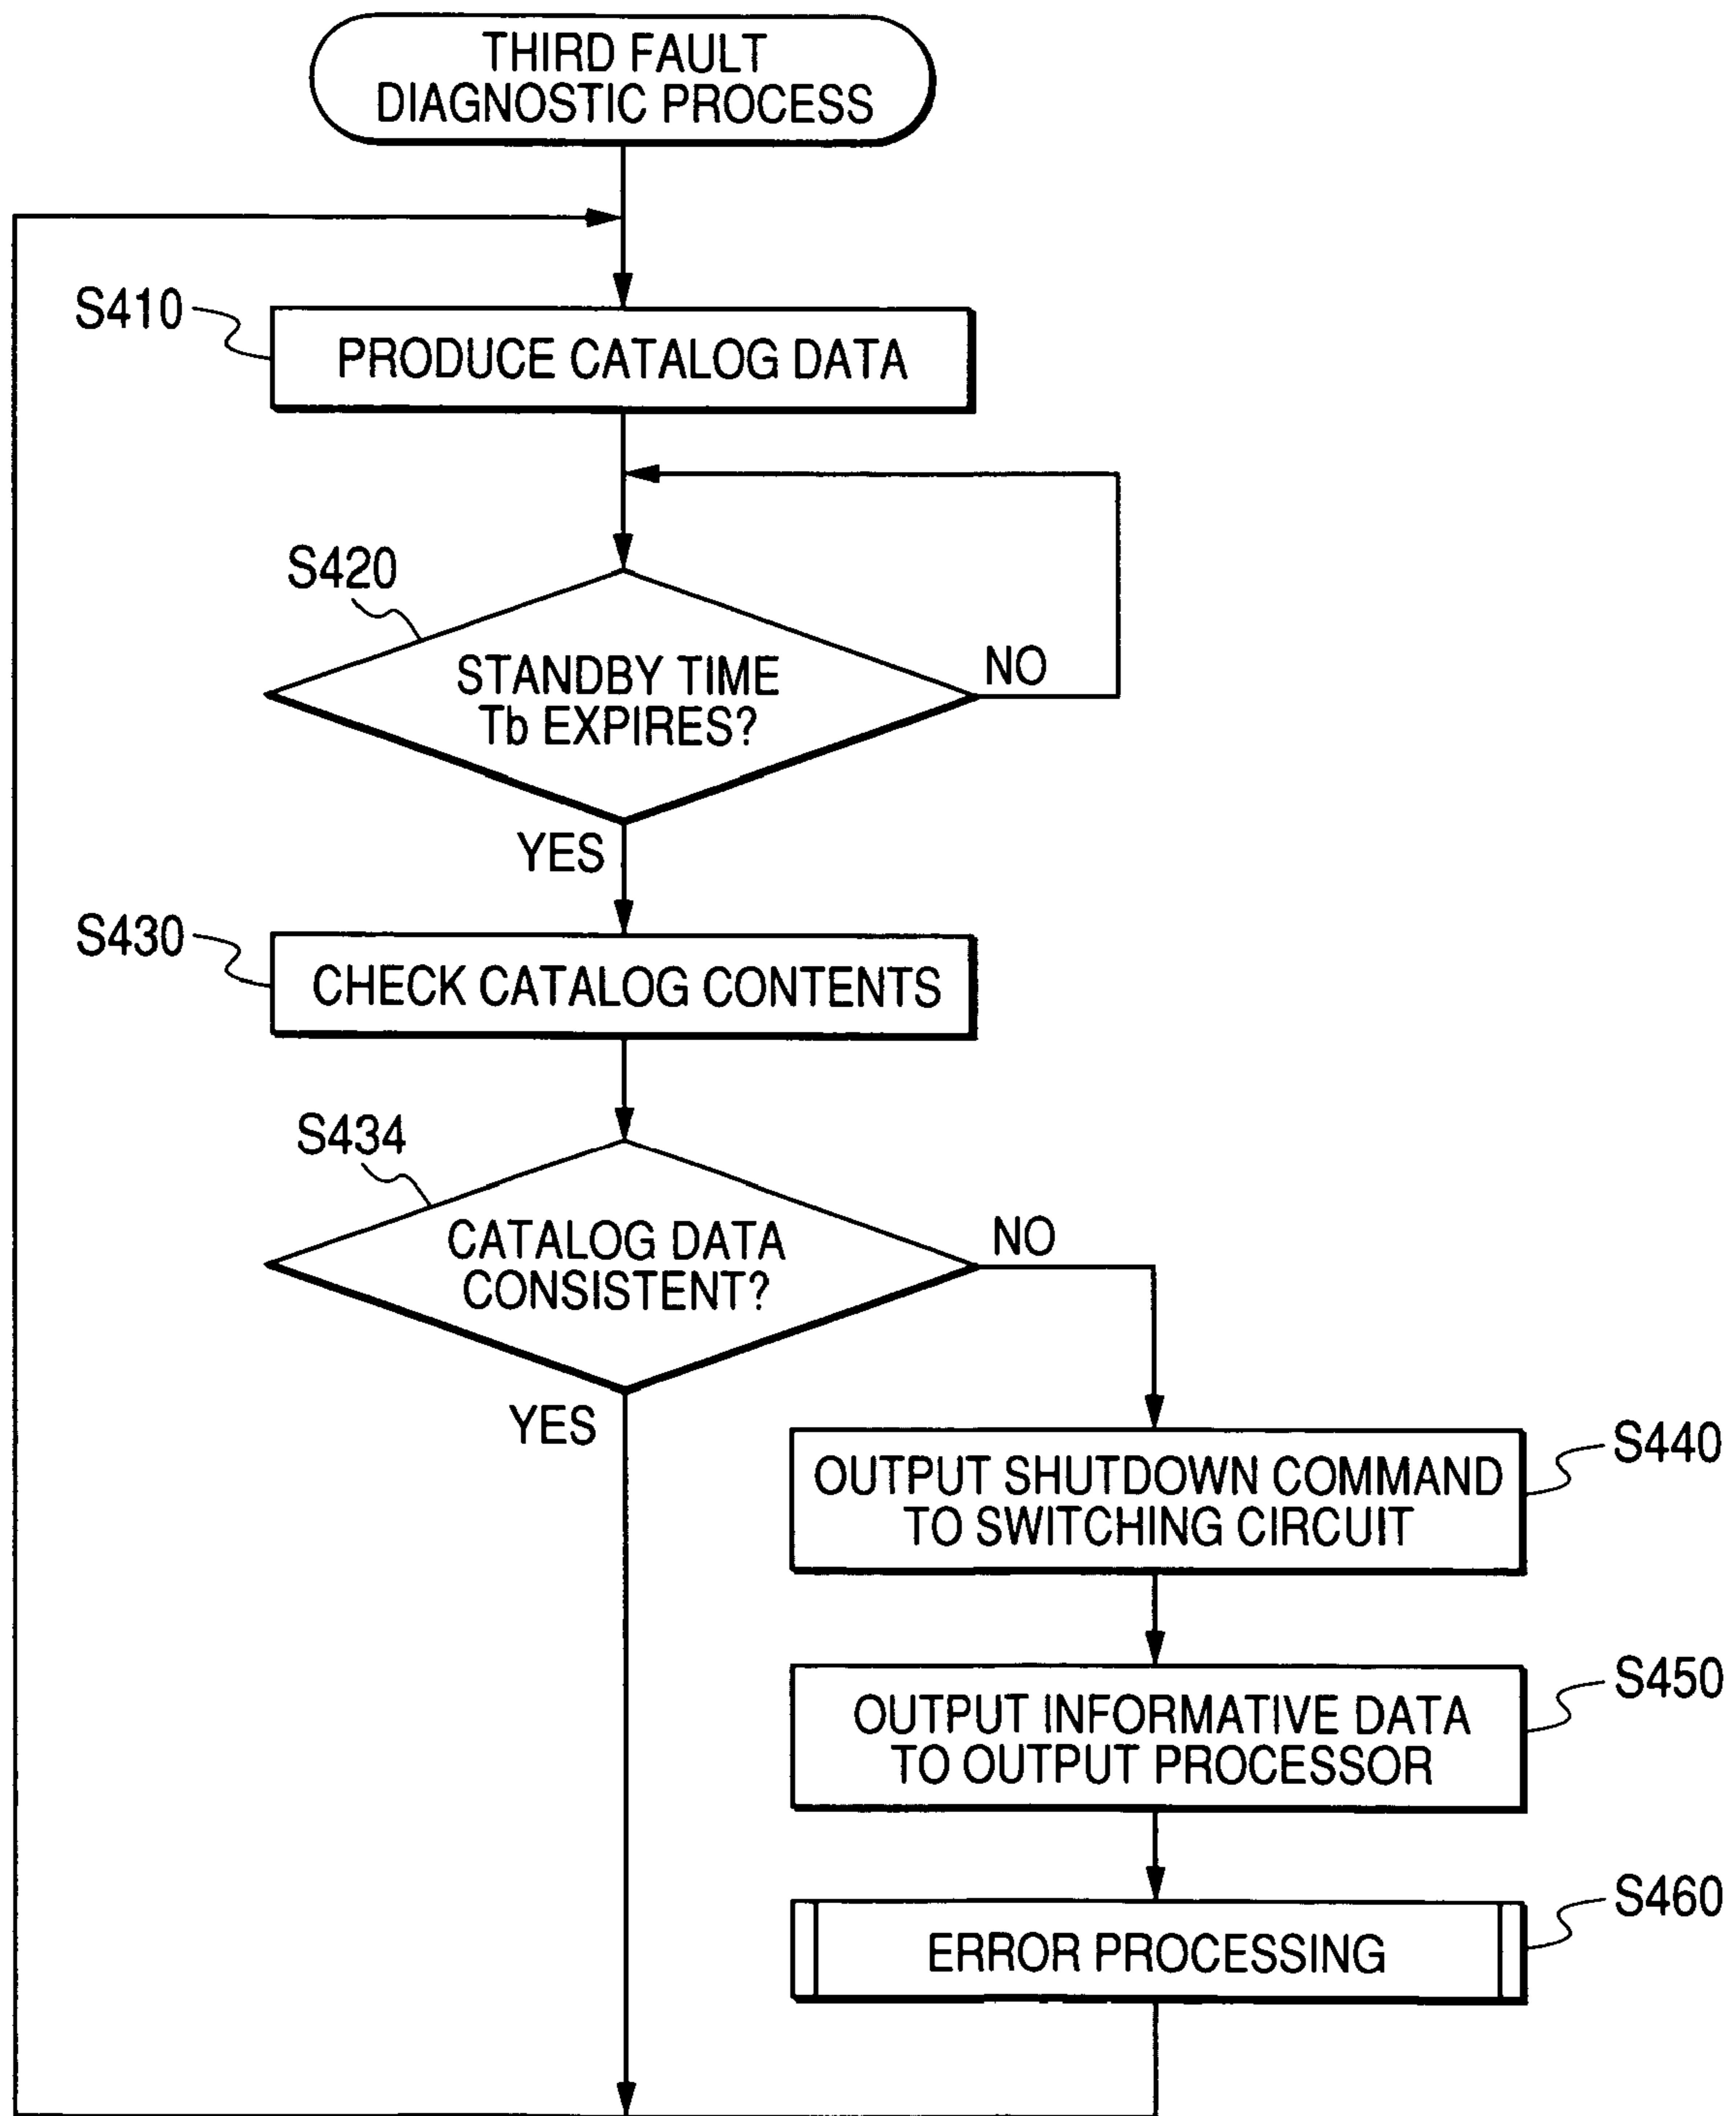 THIRD FAULT
DIAGNOSTIC PROCESS
S410
PRODUCE CATALOG DATA
S420
STANDBY TIME
Tb EXPIRES?
NO
YES
S430
CHECK CATALOG CONTENTS
S434
CATALOG DATA
CONSISTENT?
NO
YES
S440
OUTPUT SHUTDOWN COMMAND
TO SWITCHING CIRCUIT
S450
OUTPUT INFORMATIVE DATA
TO OUTPUT PROCESSOR
S460
ERROR PROCESSING